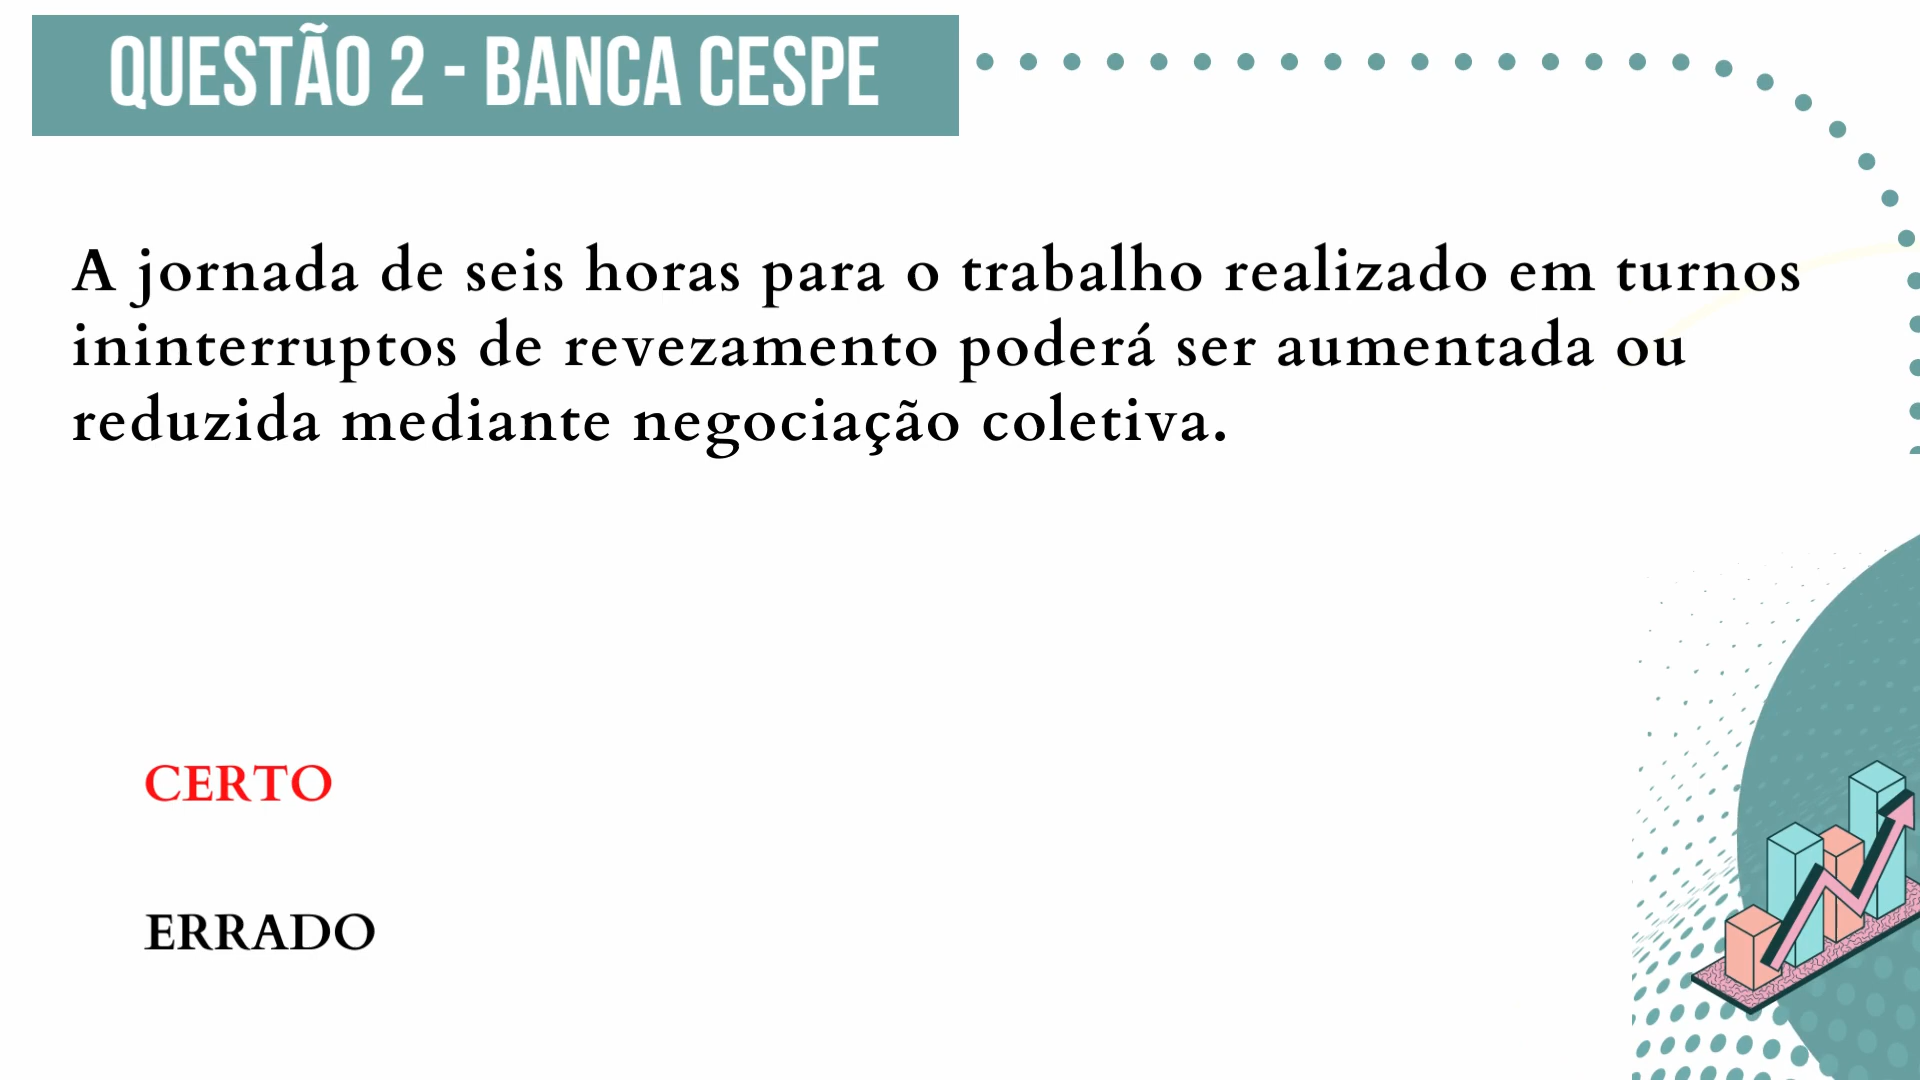 QUESTÃO 2 - BANCA CESPE
A jornada de seis horas para o trabalho realizado em turnos
ininterruptos de revezamento poderá ser aumentada ou
reduzida mediante negociação coletiva.
CERTO
ERRADO